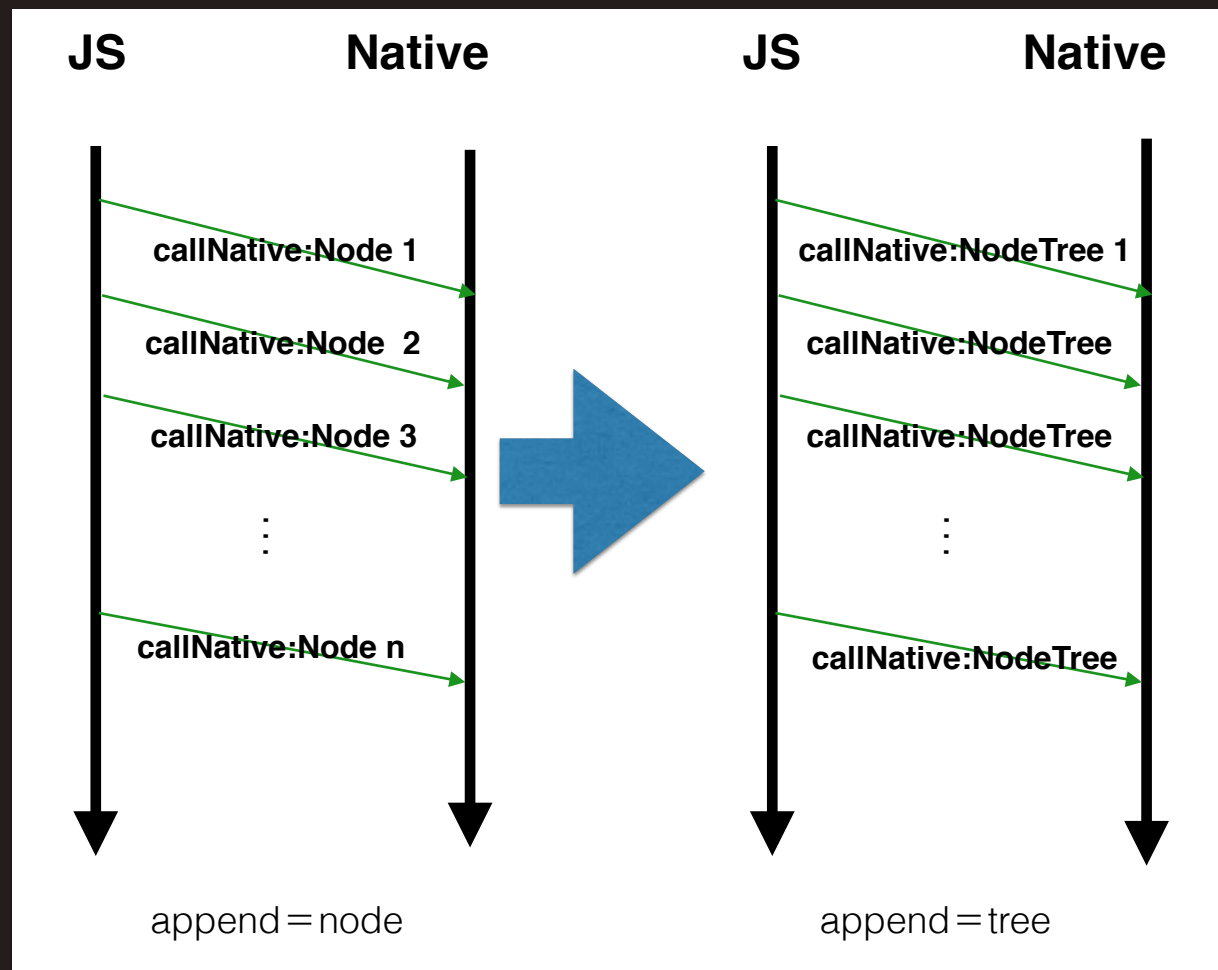 JS
Native
callNative:Node 1
callNative:Node  2
callNative:Node 3
⋮
callNative:Node n
append=node
JS
Native
callNative:NodeTree 1
callNative:NodeTree
callNative:NodeTree
⋮
callNative:NodeTree
append=tree